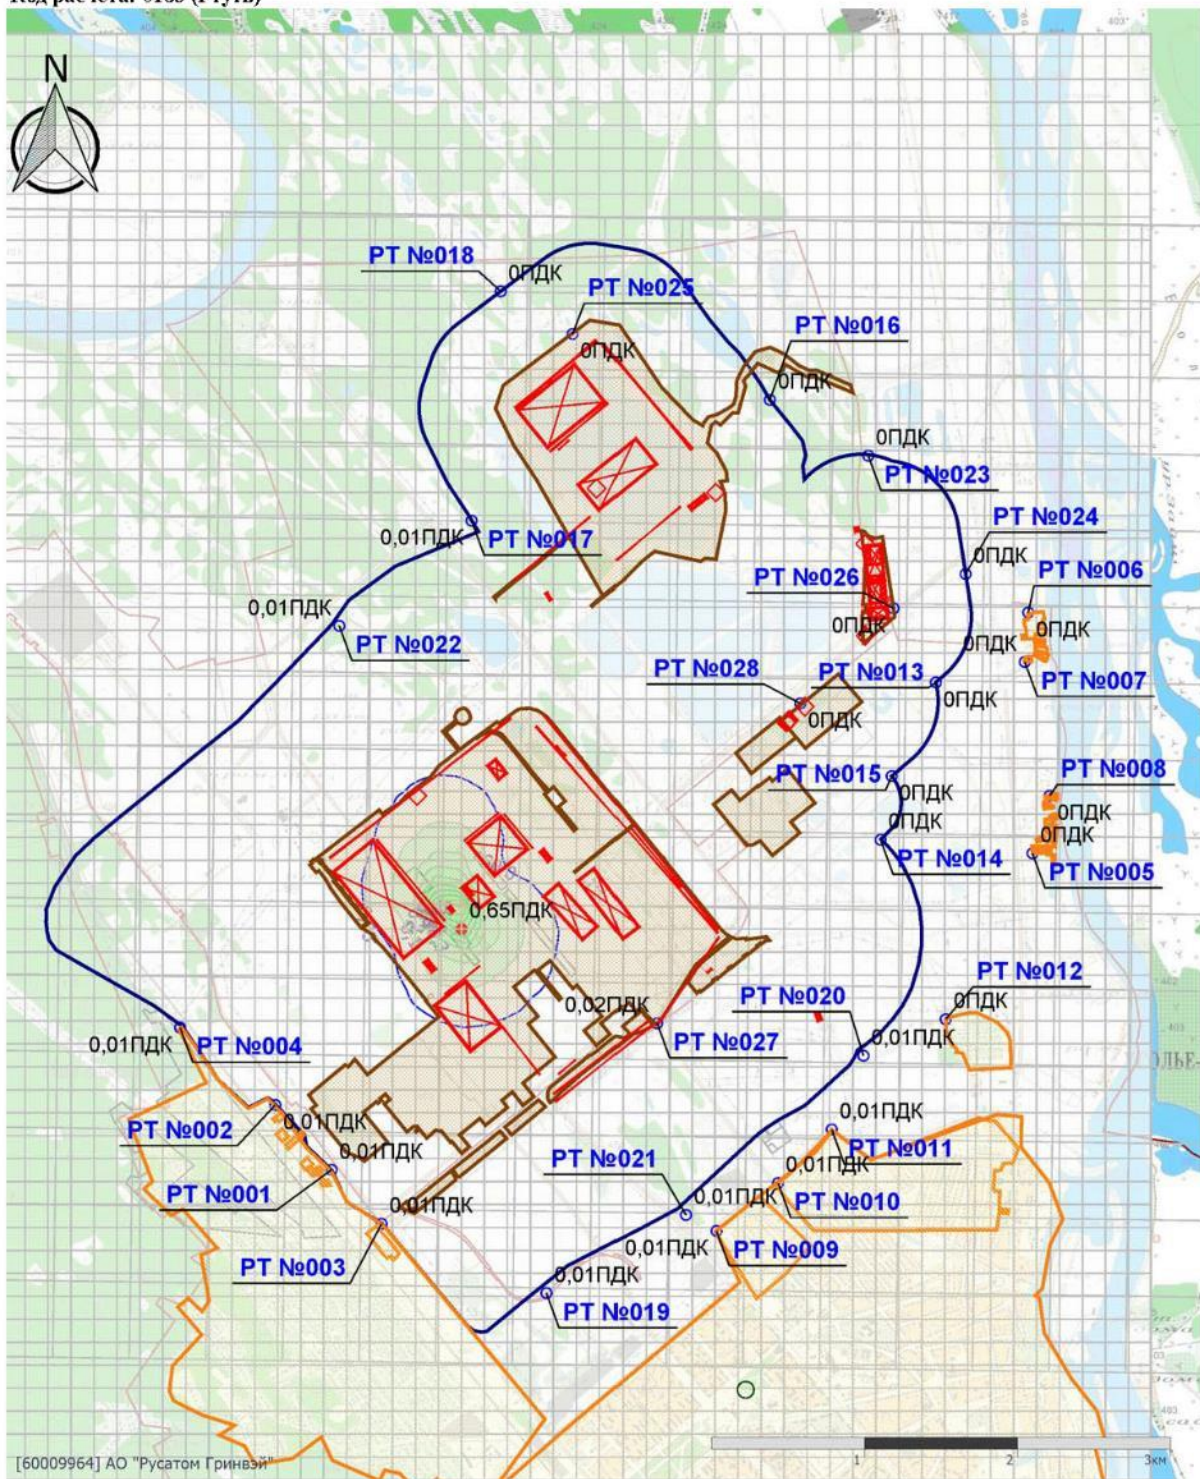 N
РТ №018
0ПДК
РТ №025
0ПДК
РТ №016
0ПДК
0ПДК
РТ №023
0,01ПДК
РТ №017
РТ №024
0ПДК
РТ №026
0ПДК
РТ №006
0ПДК
0,01ПДК
РТ №022
0ПДК
РТ №007
РТ №028
0ПДК
РТ №013
0ПДК
РТ №015
0ПДК
РТ №008
0ПДК
0ПДК
РТ №014
0ПДК
РТ №005
0,65ПДК
0,02ПДК
РТ №027
РТ №020
0,01ПДК
РТ №012
0ПДК
0,01ПДК
РТ №004
РТ №002
0,01ПДК
РТ №001
0,01ПДК
РТ №021
0,01ПДК
0,01ПДК
РТ №011
0,01ПДК
РТ №010
РТ №003
0,01ПДК
0,01ПДК
РТ №009
0,01ПДК
РТ №019
1 2 3км
[60009964] АО "Русатом Гринвэй"